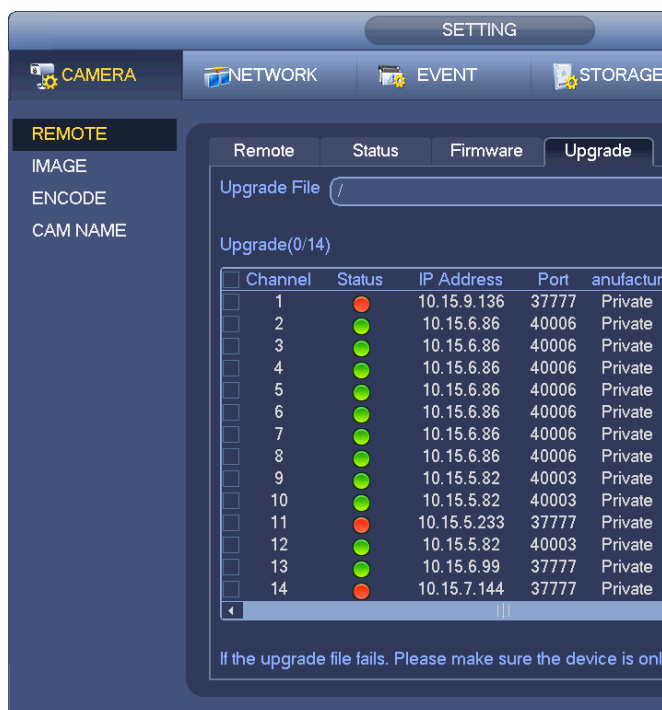 SETTING
CAMERA NETWORK EVENT STORAGE
REMOTE
IMAGE
ENCODE
CAM NAME
Remote Status Firmware Upgrade
Upgrade File /
Upgrade(0/14)
Channel Status IP Address Port anufactur
1 10.15.9.136 37777 Private
2 10.15.6.86 40006 Private
3 10.15.6.86 40006 Private
4 10.15.6.86 40006 Private
5 10.15.6.86 40006 Private
6 10.15.6.86 40006 Private
7 10.15.6.86 40006 Private
8 10.15.6.86 40006 Private
9 10.15.5.82 40003 Private
10 10.15.5.82 40003 Private
11 10.15.5.233 37777 Private
12 10.15.5.82 40003 Private
13 10.15.6.99 37777 Private
14 10.15.7.144 37777 Private
If the upgrade file fails. Please make sure the device is onl